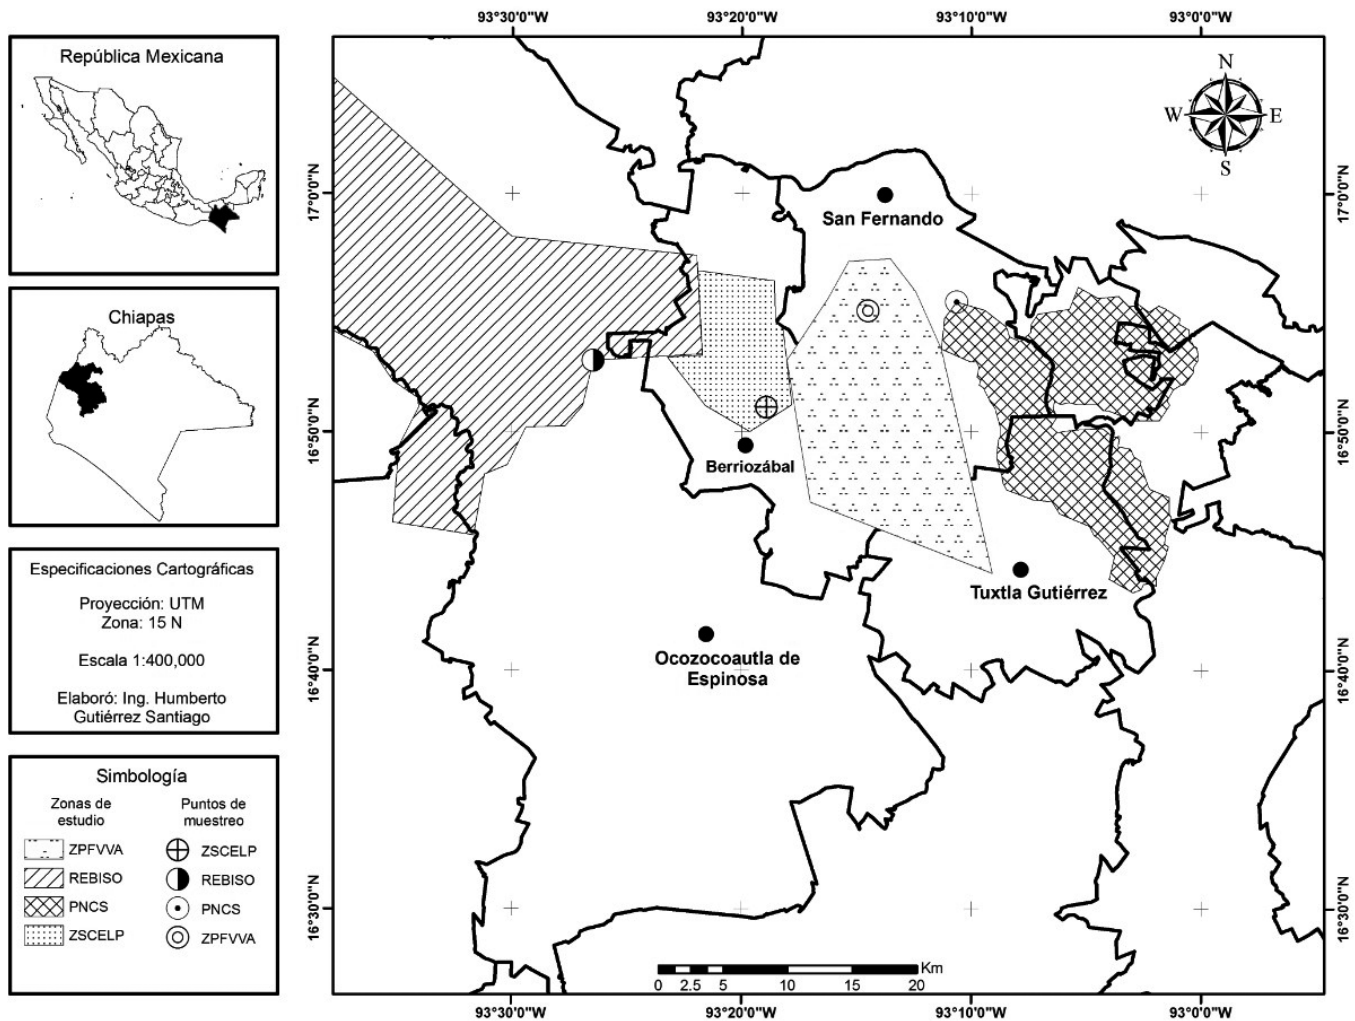 93°30'0"W
93°20'0"W
93°10'0"W
93°0'0"W
República Mexicana
Chiapas
Especificaciones Cartográficas
Proyección: UTM
Zona: 15 N
Escala 1:400,000
Elaboró: Ing. Humberto
Gutiérrez Santiago
Simbología
Zonas de
estudio
Puntos de
muestreo
ZPFVVA
ZSCELP
REBISO
REBISO
PNCS
PNCS
ZSCELP
ZPFVVA
17°0'0"N
16°50'0"N
16°40'0"N
16°30'0"N
N
W
E
S
San Fernando
Berriozábal
Tuxtla Gutiérrez
Ocozocoautla de
Espinosa
Km
0
2.5
5
10
15
20
17°0'0"N
16°50'0"N
16°40'0"N
16°30'0"N
93°30'0"W
93°20'0"W
93°10'0"W
93°0'0"W